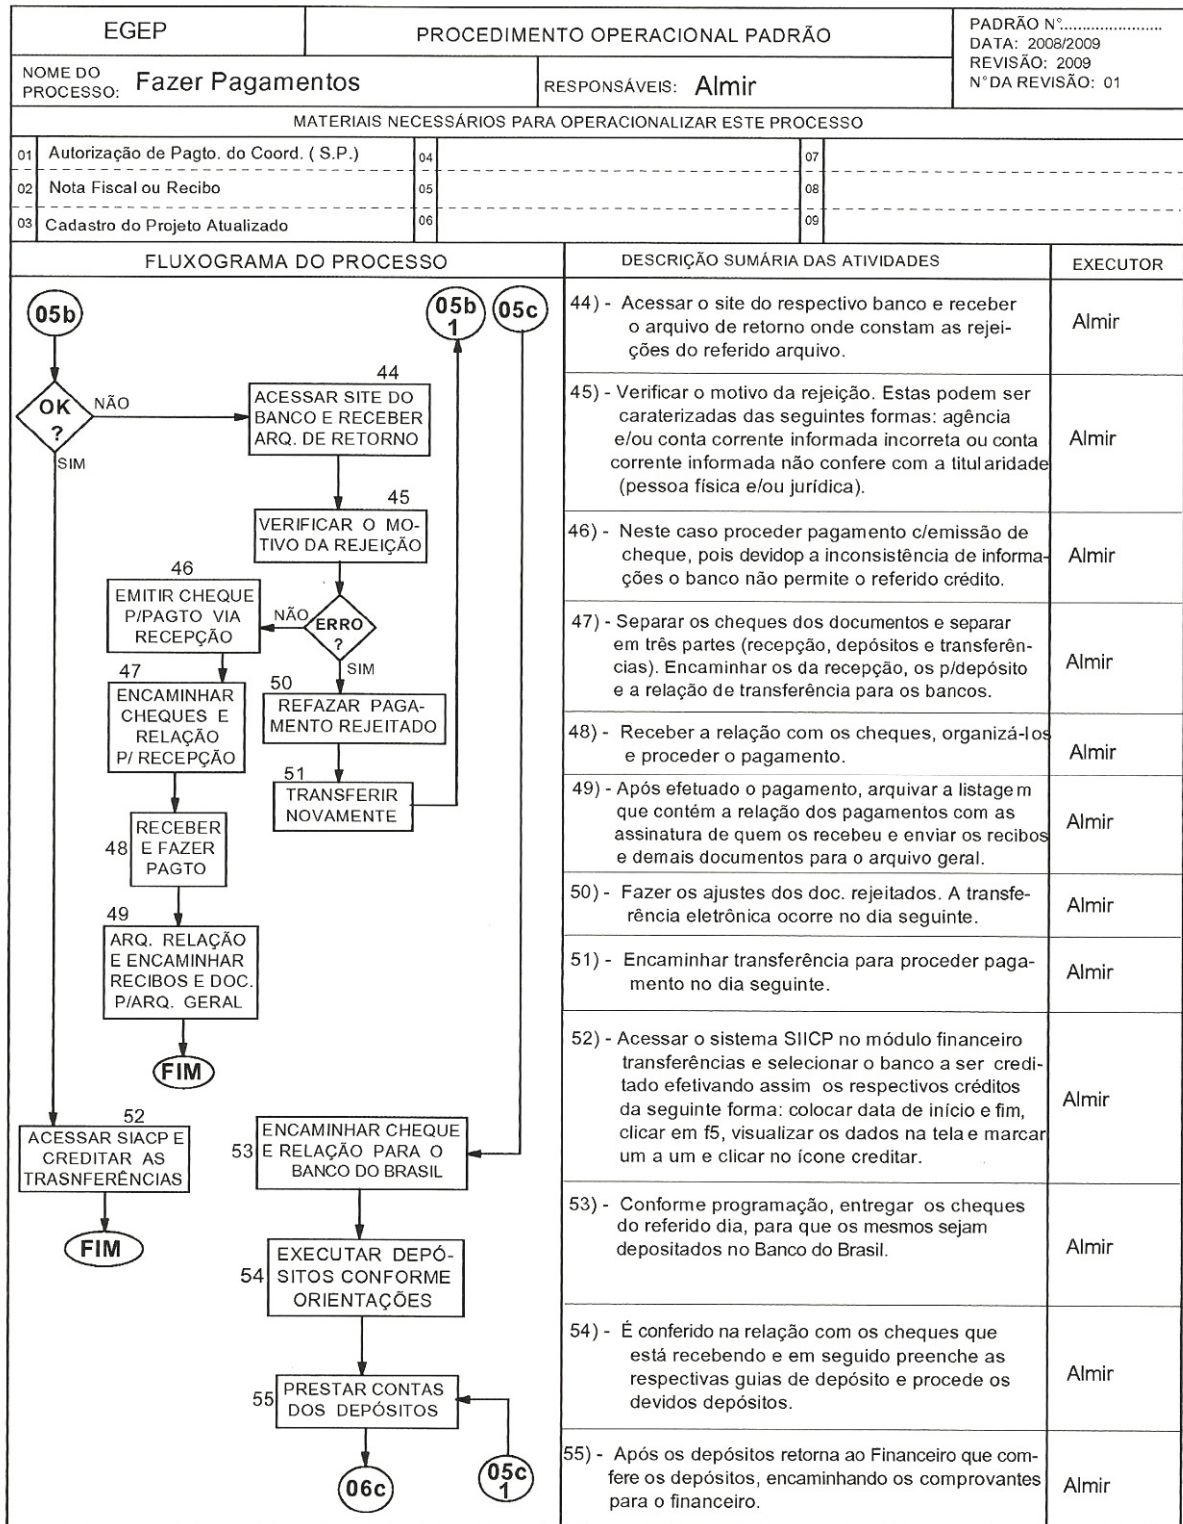 EGEP
PROCEDIMENTO OPERACIONAL PADRÃO
PADRÃO N°......................
DATA: 2008/2009
REVISÃO: 2009
N°DA REVISÃO: 01
NOME DO
PROCESSO: Fazer Pagamentos
RESPONSÁVEIS: Almir
MATERIAIS NECESSÁRIOS PARA OPERACIONALIZAR ESTE PROCESSO
01 Autorização de Pagto. do Coord. ( S.P.)
04
07
02 Nota Fiscal ou Recibo
05
08
03 Cadastro do Projeto Atualizado
06
09
FLUXOGRAMA DO PROCESSO
05b
05b
1
05c
OK
?
NÃO
SIM
44
ACESSAR SITE DO
BANCO E RECEBER
ARQ. DE RETORNO
45
VERIFICAR O MO-
TIVO DA REJEIÇÃO
ERRO
?
NÃO
SIM
46
EMITIR CHEQUE
P/PAGTO VIA
RECEPÇÃO
47
ENCAMINHAR
CHEQUES E
RELAÇÃO
P/ RECEPÇÃO
50
REFAZAR PAGA-
MENTO REJEITADO
51
TRANSFERIR
NOVAMENTE
48
RECEBER
E FAZER
PAGTO
49
ARQ. RELAÇÃO
E ENCAMINHAR
RECIBOS E DOC.
P/ARQ. GERAL
FIM
52
ACESSAR SIACP E
CREDITAR AS
TRASNFERÊNCIAS
FIM
53
ENCAMINHAR CHEQUE
E RELAÇÃO PARA O
BANCO DO BRASIL
54
EXECUTAR DEPÓ-
SITOS CONFORME
ORIENTAÇÕES
55
PRESTAR CONTAS
DOS DEPÓSITOS
06c
05c
1
DESCRIÇÃO SUMÁRIA DAS ATIVIDADES
EXECUTOR
44) - Acessar o site do respectivo banco e receber
o arquivo de retorno onde constam as rejei-
ções do referido arquivo.
Almir
45) - Verificar o motivo da rejeição. Estas podem ser
caraterizadas das seguintes formas: agência
e/ou conta corrente informada incorreta ou conta
corrente informada não confere com a titularidade
(pessoa física e/ou jurídica).
Almir
46) - Neste caso proceder pagamento c/emissão de
cheque, pois devidop a inconsistência de informa-
ções o banco não permite o referido crédito.
Almir
47) - Separar os cheques dos documentos e separar
em três partes (recepção, depósitos e transferên-
cias). Encaminhar os da recepção, os p/depósito
e a relação de transferência para os bancos.
Almir
48) - Receber a relação com os cheques, organizá-los
e proceder o pagamento.
Almir
49) - Após efetuado o pagamento, arquivar a listagem
que contém a relação dos pagamentos com as
assinatura de quem os recebeu e enviar os recibos
e demais documentos para o arquivo geral.
Almir
50) - Fazer os ajustes dos doc. rejeitados. A transfe-
rência eletrônica ocorre no dia seguinte.
Almir
51) - Encaminhar transferência para proceder paga-
mento no dia seguinte.
Almir
52) - Acessar o sistema SIICP no módulo financeiro
transferências e selecionar o banco a ser credi-
tado efetivando assim os respectivos créditos
da seguinte forma: colocar data de início e fim,
clicar em f5, visualizar os dados na tela e marcar
um a um e clicar no ícone creditar.
Almir
53) - Conforme programação, entregar os cheques
do referido dia, para que os mesmos sejam
depositados no Banco do Brasil.
Almir
54) - É conferido na relação com os cheques que
está recebendo e em seguido preenche as
respectivas guias de depósito e procede os
devidos depósitos.
Almir
55) - Após os depósitos retorna ao Financeiro que com-
fere os depósitos, encaminhando os comprovantes
para o financeiro.
Almir